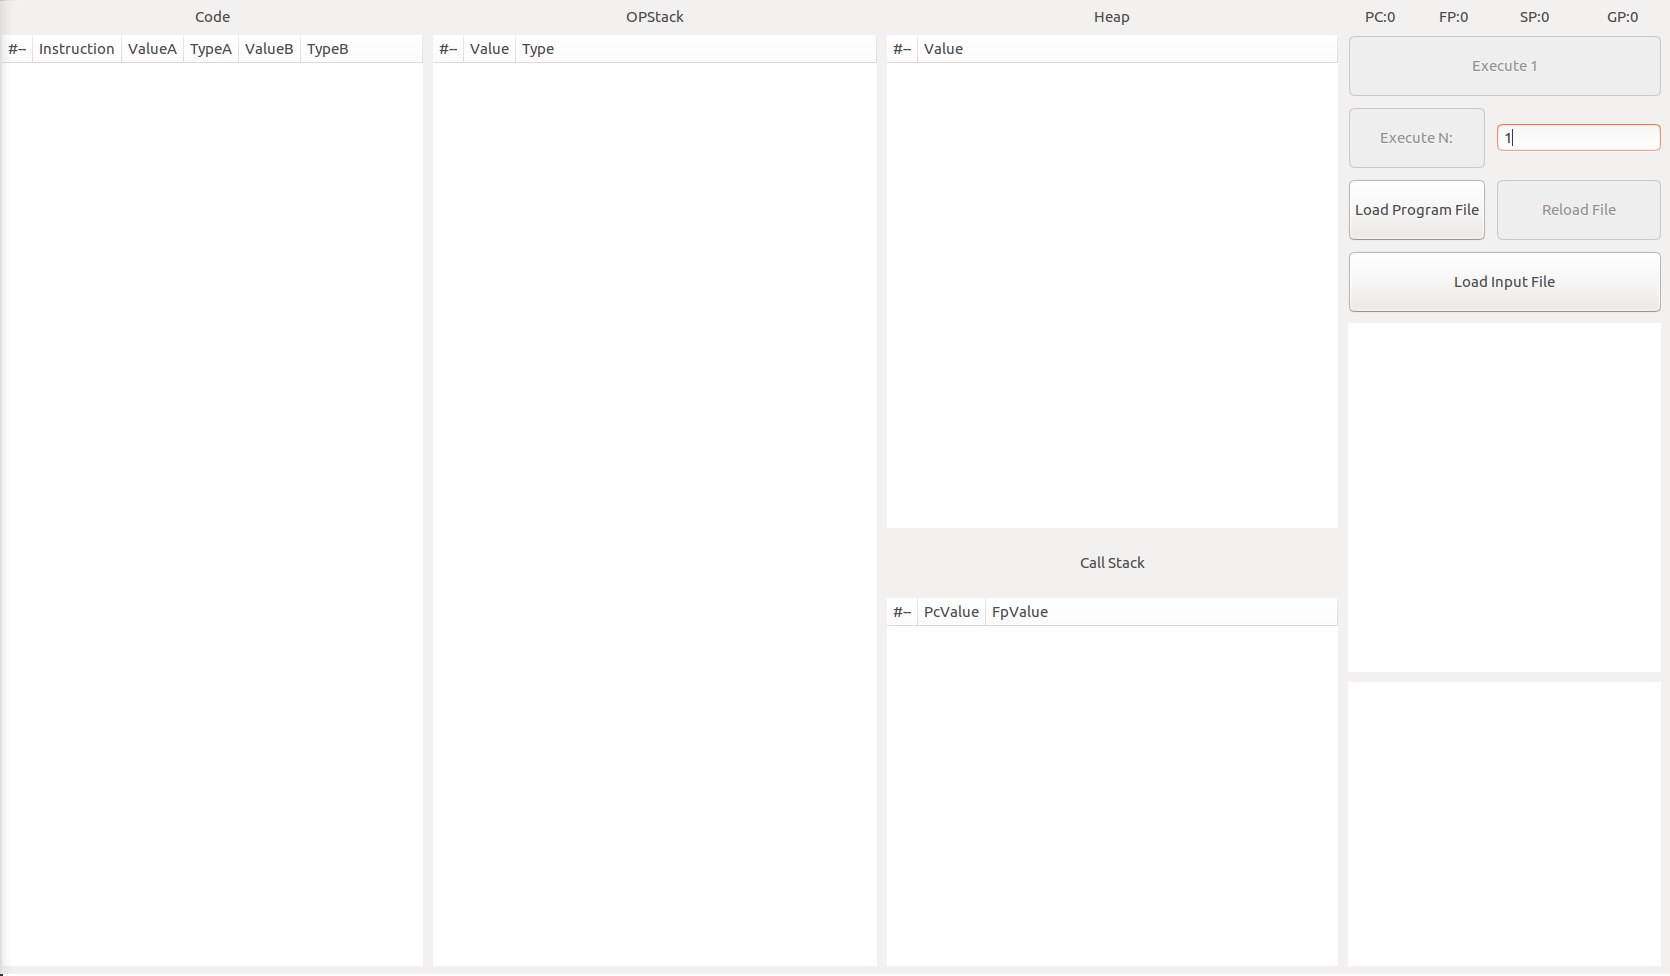 Code
OPStack
Heap
PC:0 FP:0 SP:0 GP:0
#-- Instruction ValueA TypeA ValueB TypeB
#-- Value Type
#-- Value
Execute 1
Execute N: 1
Load Program File Reload File
Load Input File
Call Stack
#-- PcValue FpValue